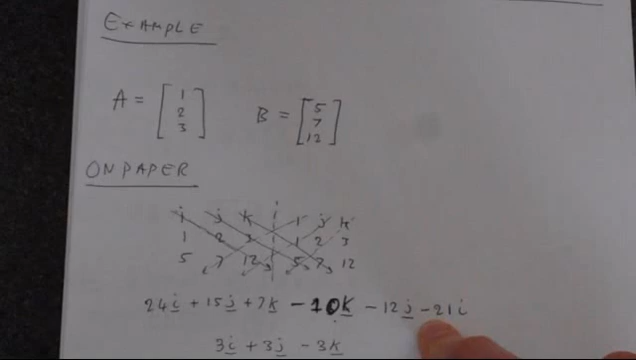 EXAMPLE
A = [1 2 3] B = [5 7 12]
ON PAPER
i j k i j k
1 2 3 1 2 3
5 7 12 5 7 12
24i + 15j + 7k - 10k - 12j - 21i
3i + 3j - 3k